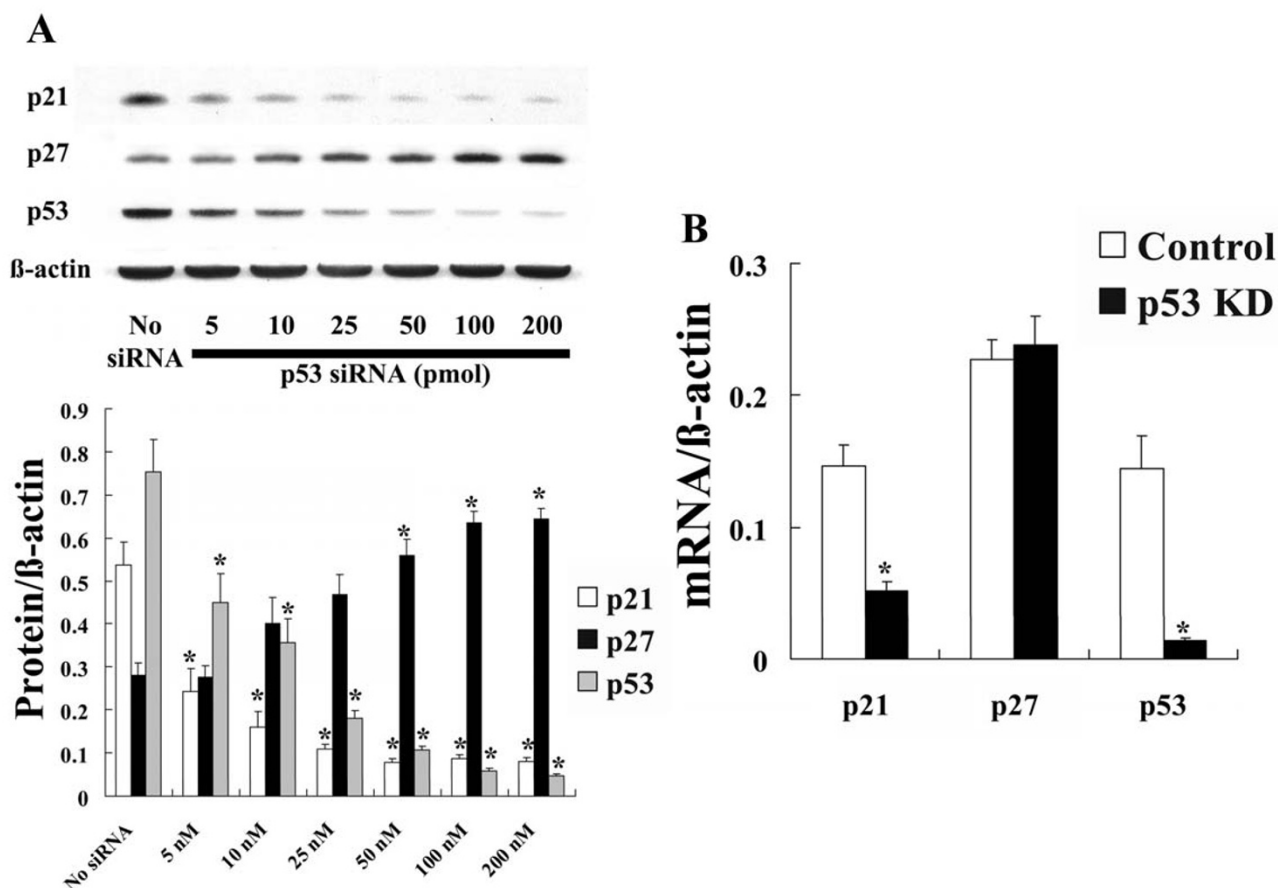 A
p21
p27
p53
ß-actin
No siRNA 5 10 25 50 100 200
p53 siRNA (pmol)
Protein/ß-actin
0.9
0.8
0.7
0.6
0.5
0.4
0.3
0.2
0.1
0
* * * * * * * * * * * * * * *
No siRNA 5 nM 10 nM 25 nM 50 nM 100 nM 200 nM
p21
p27
p53
B
Control
p53 KD
mRNA/ß-actin
0.3
0.2
0.1
0
* *
p21 p27 p53